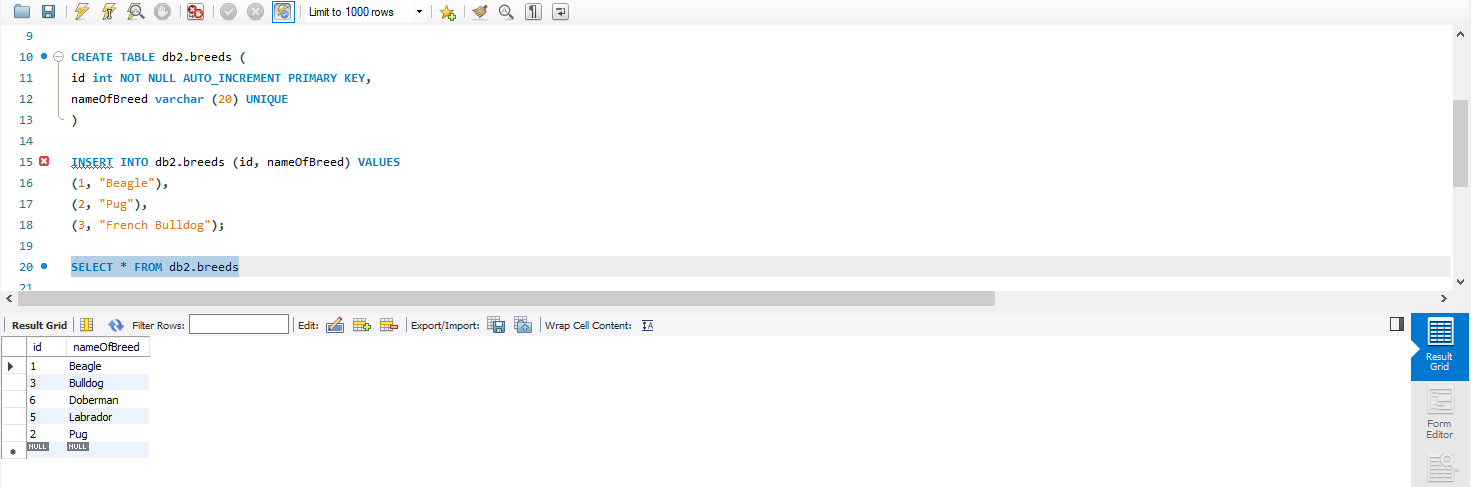 Limit to 1000 rows
9
10 CREATE TABLE db2.breeds (
11 id int NOT NULL AUTO_INCREMENT PRIMARY KEY,
12 nameOfBreed varchar (20) UNIQUE
13 )
14
15 INSERT INTO db2.breeds (id, nameOfBreed) VALUES
16 (1, "Beagle"),
17 (2, "Pug"),
18 (3, "French Bulldog");
19
20 SELECT * FROM db2.breeds
21
Result Grid Filter Rows: Edit: Export/Import: Wrap Cell Content:
id nameOfBreed
1 Beagle
3 Bulldog
6 Doberman
5 Labrador
2 Pug
NULL NULL
Result
Grid
Form
Editor